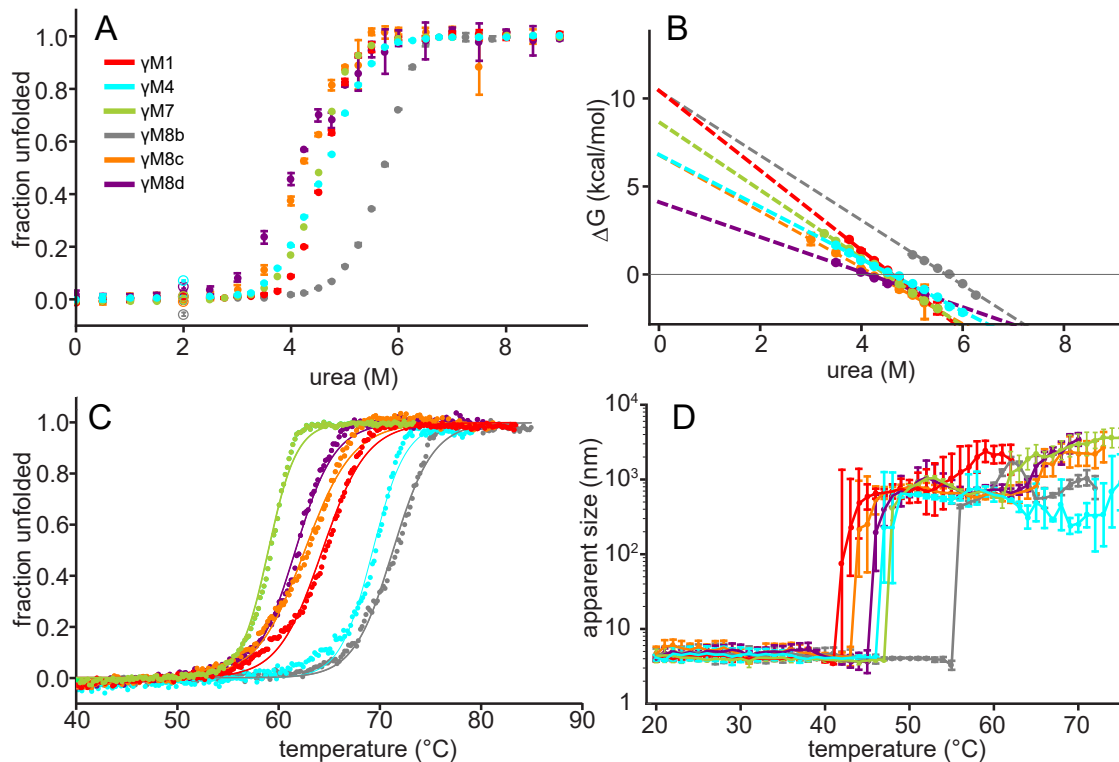 A
fraction unfolded
1.0
0.8
0.6
0.4
0.2
0.0
γM1
γM4
γM7
γM8b
γM8c
γM8d
0 2 4 6 8
urea (M)
B
ΔG (kcal/mol)
10
5
0
0 2 4 6 8
urea (M)
C
fraction unfolded
1.0
0.8
0.6
0.4
0.2
0.0
40 50 60 70 80 90
temperature (°C)
D
apparent size (nm)
10⁴
10³
10²
10
1
20 30 40 50 60 70
temperature (°C)